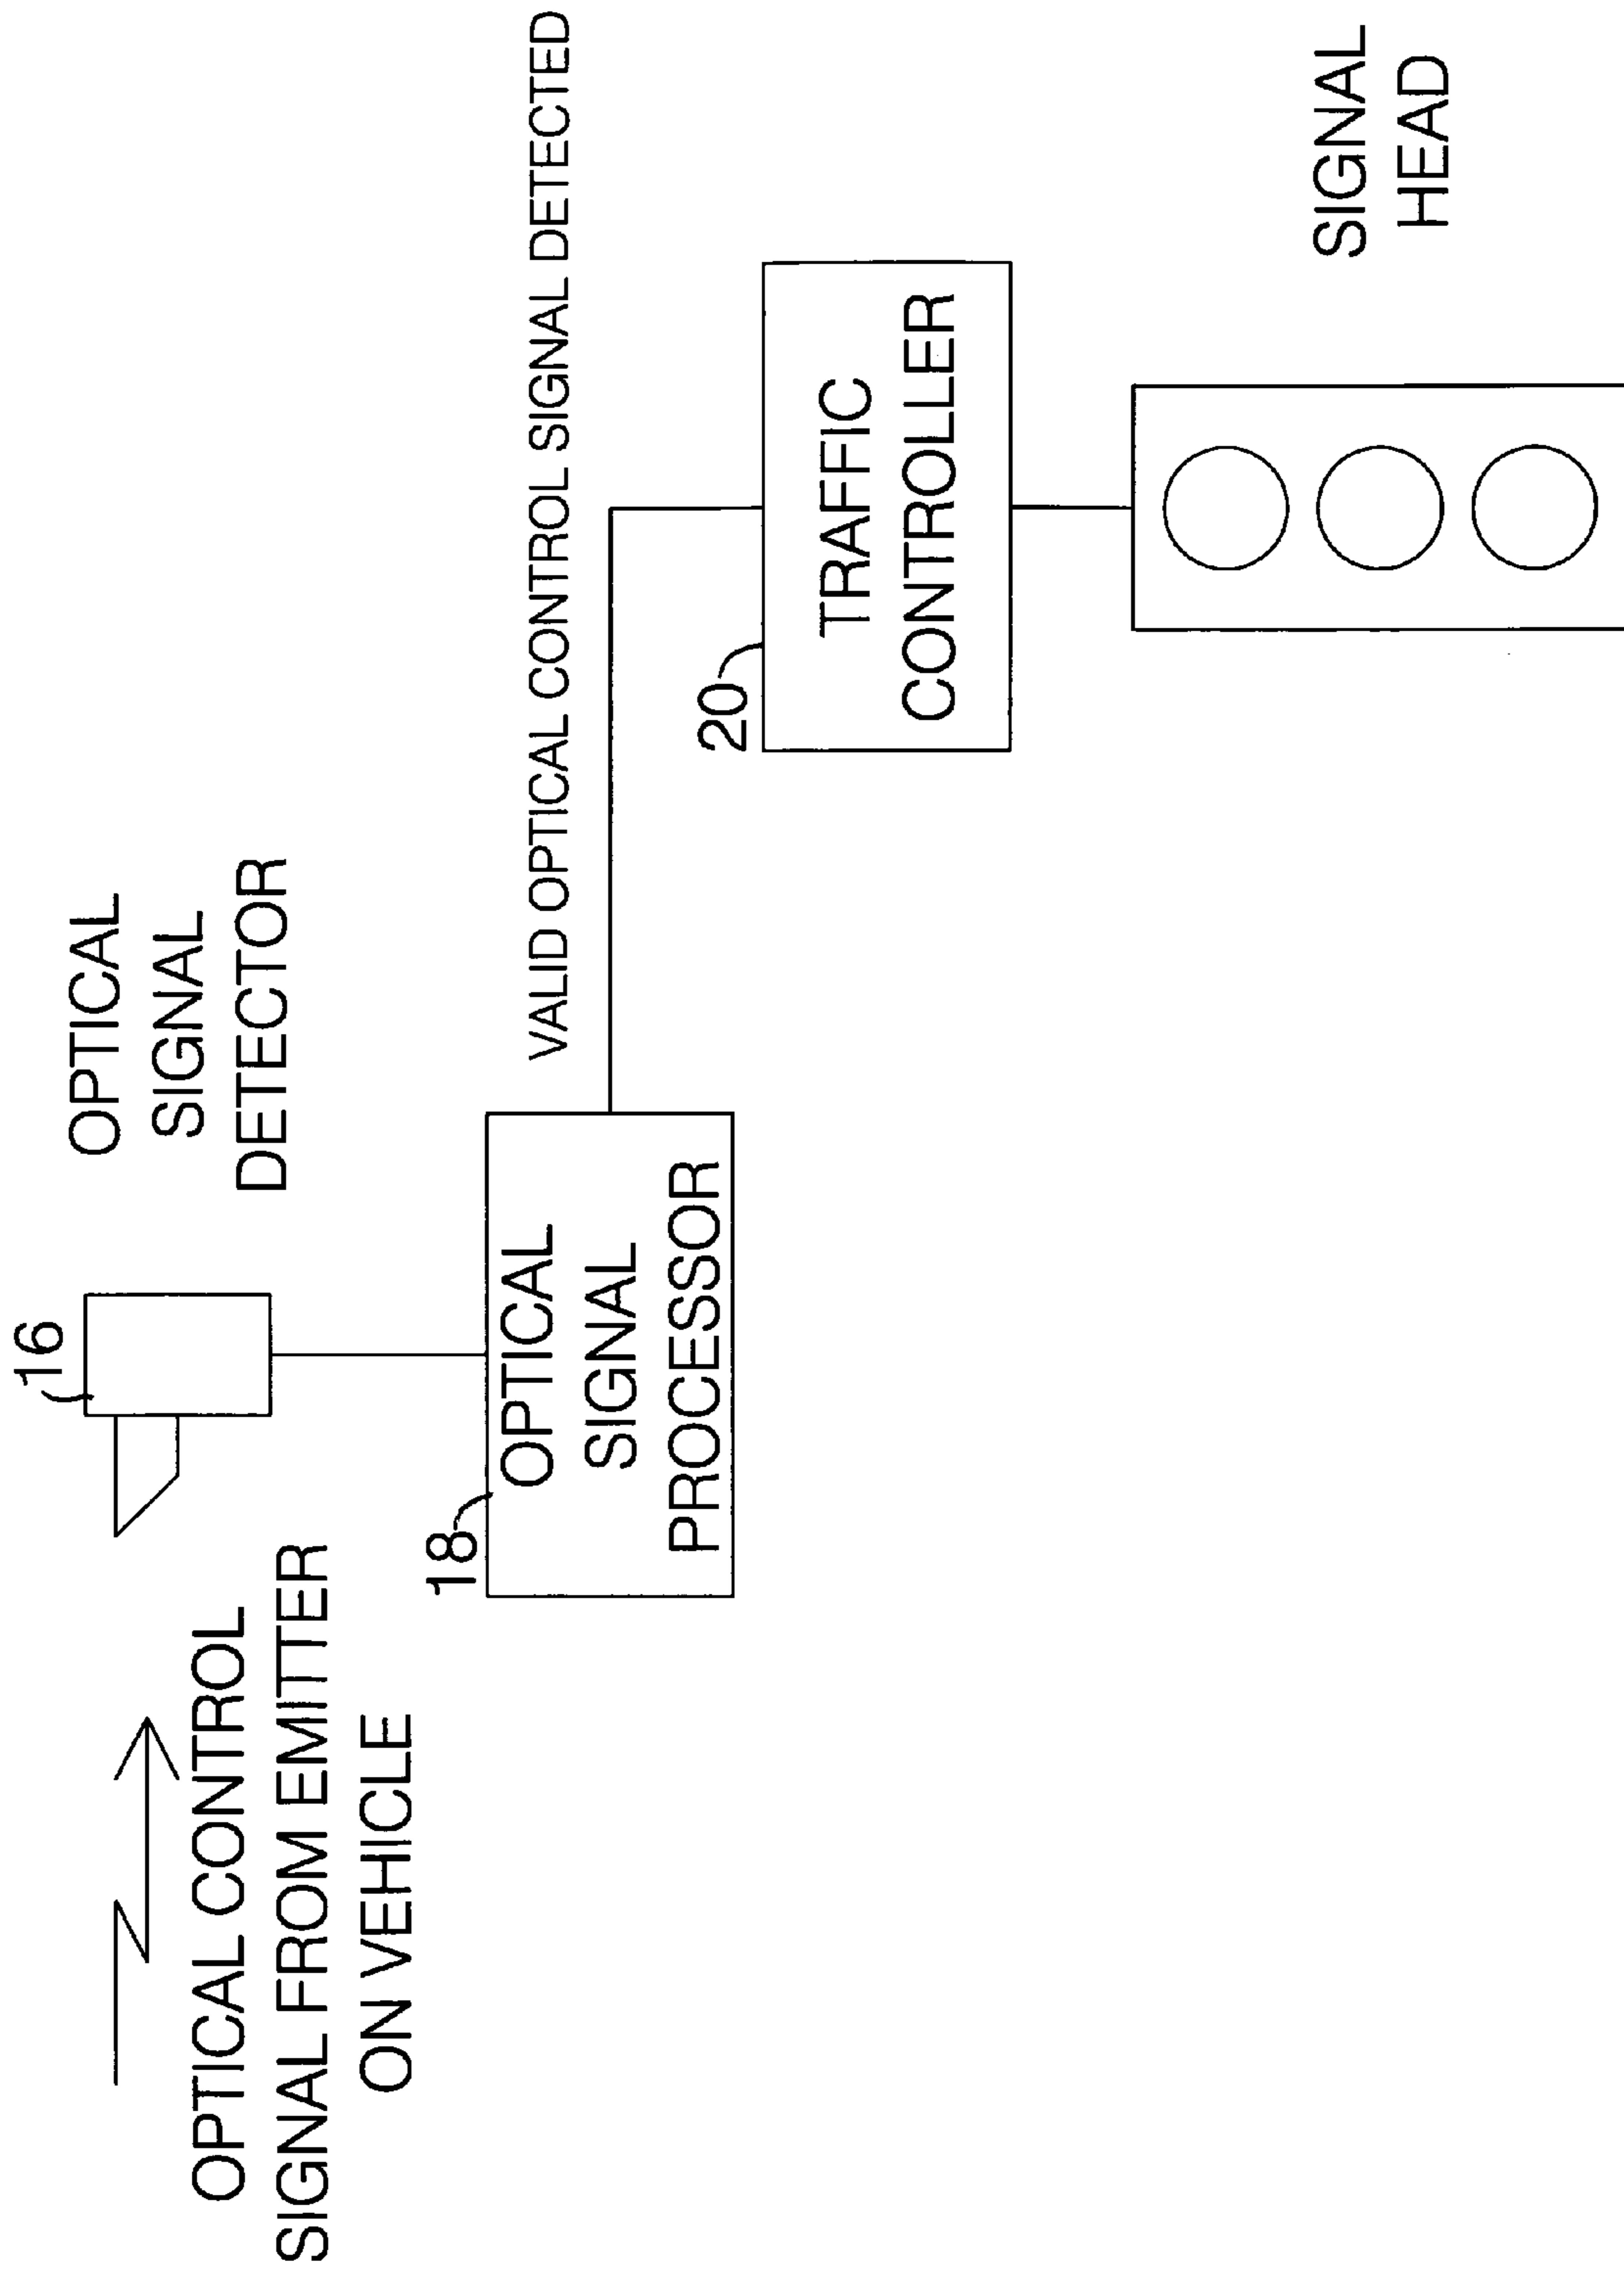 16
OPTICAL
SIGNAL
DETECTOR
OPTICAL CONTROL
SIGNAL FROM EMITTER
ON VEHICLE
18
OPTICAL
SIGNAL
PROCESSOR
VALID OPTICAL CONTROL SIGNAL DETECTED
20
TRAFFIC
CONTROLLER
SIGNAL
HEAD